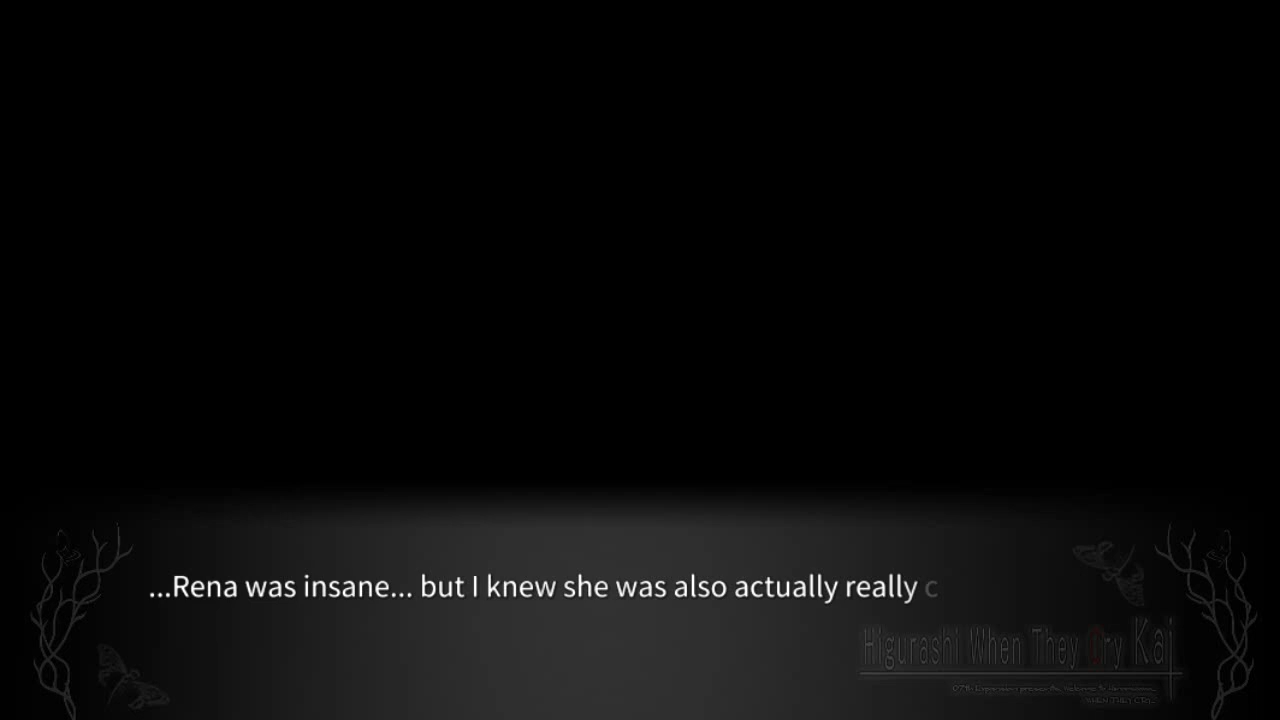 ...Rena was insane... but I knew she was also actually really c
Higurashi When They Cry Kai